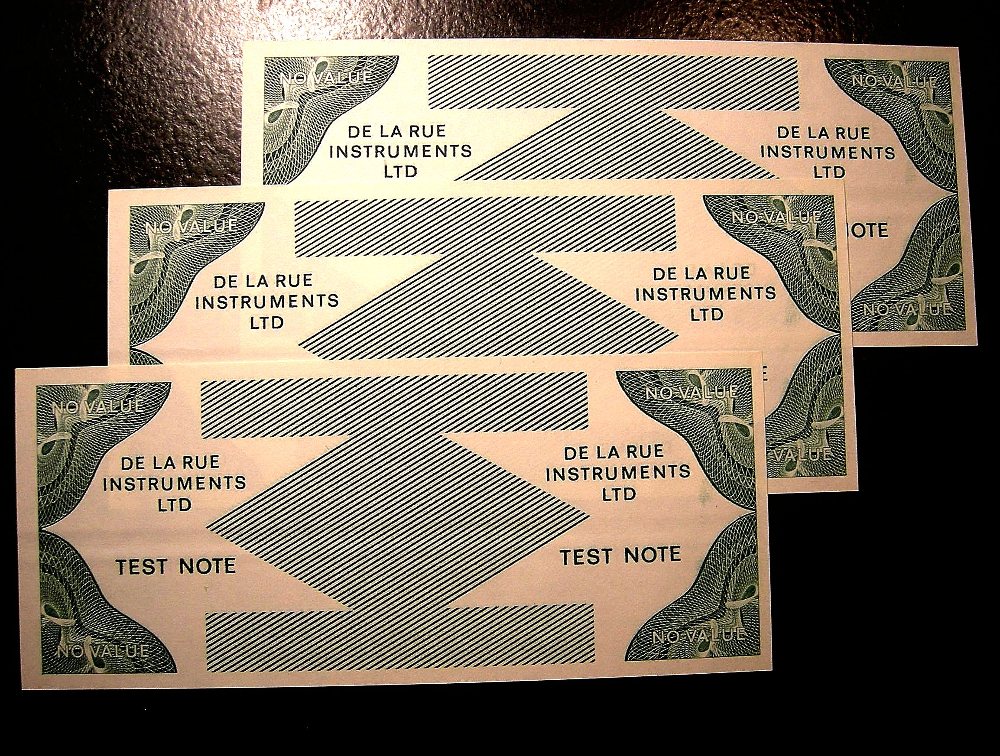 NO VALUE NO VALUE
DE LA RUE DE LA RUE
INSTRUMENTS INSTRUMENTS
LTD LTD
NO VALUE
NO VALUE NO VALUE
DE LA RUE DE LA RUE
INSTRUMENTS INSTRUMENTS
LTD LTD
VALUE
NO VALUE NO VALUE
DE LA RUE DE LA RUE
INSTRUMENTS INSTRUMENTS
LTD LTD
TEST NOTE TEST NOTE
NO VALUE NO VALUE